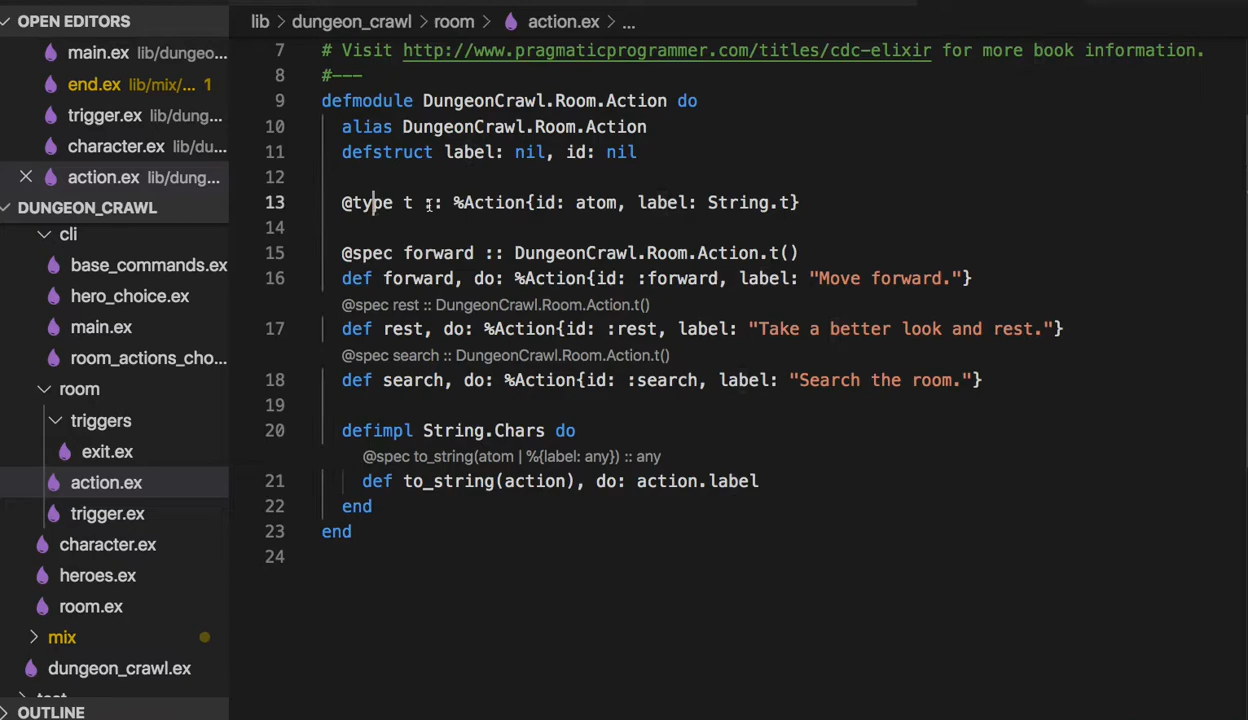 OPEN EDITORS
main.ex lib/dungeo...
end.ex lib/mix/... 1
trigger.ex lib/dung...
character.ex lib/du...
action.ex lib/dung...
DUNGEON_CRAWL
cli
base_commands.ex
hero_choice.ex
main.ex
room_actions_cho...
room
triggers
exit.ex
action.ex
trigger.ex
character.ex
heroes.ex
room.ex
mix
dungeon_crawl.ex
OUTLINE
lib > dungeon_crawl > room > action.ex > ...
7 # Visit http://www.pragmaticprogrammer.com/titles/cdc-elixir for more book information.
8 #---
9 defmodule DungeonCrawl.Room.Action do
10 alias DungeonCrawl.Room.Action
11 defstruct label: nil, id: nil
12
13 @type t :: %Action{id: atom, label: String.t}
14
15 @spec forward :: DungeonCrawl.Room.Action.t()
16 def forward, do: %Action{id: :forward, label: "Move forward."}
@spec rest :: DungeonCrawl.Room.Action.t()
17 def rest, do: %Action{id: :rest, label: "Take a better look and rest."}
@spec search :: DungeonCrawl.Room.Action.t()
18 def search, do: %Action{id: :search, label: "Search the room."}
19
20 defimpl String.Chars do
@spec to_string(atom | %{label: any}) :: any
21 def to_string(action), do: action.label
22 end
23 end
24